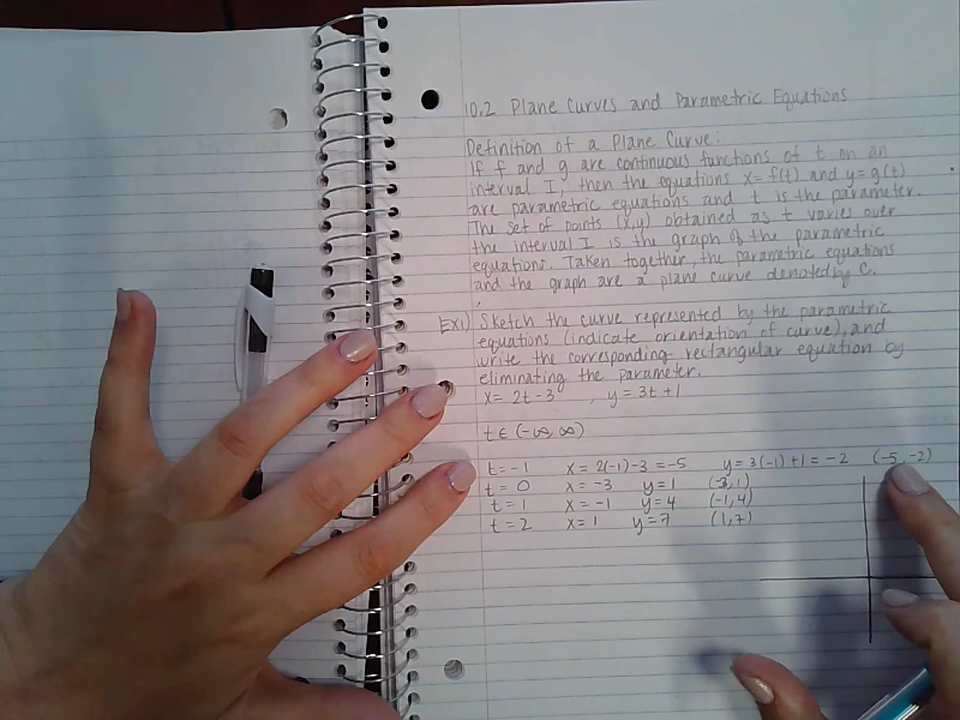 10.2 Plane Curves and Parametric Equations
Definition of a Plane Curve:
If f and g are continuous functions of t on an
interval I, then the equations x= f(t) and y= g(t)
are parametric equations and t is the parameter.
The set of points (x,y) obtained as t varies over
the interval I is the graph of the parametric
equations. Taken together, the parametric equations
and the graph are a plane curve denoted by C.
EX1) Sketch the curve represented by the parametric
equations (indicate orientation of curve), and
write the corresponding rectangular equation by
eliminating the parameter.
x= 2t-3 , y= 3t+1
t ∈ (-∞, ∞)
t=-1 x= 2(-1)-3 =-5 y= 3(-1)+1= -2 (-5,-2)
t= 0 x= -3 y=1 (-3,1)
t= 1 x= -1 y=4 (-1,4)
t= 2 x= 1 y=7 (1,7)